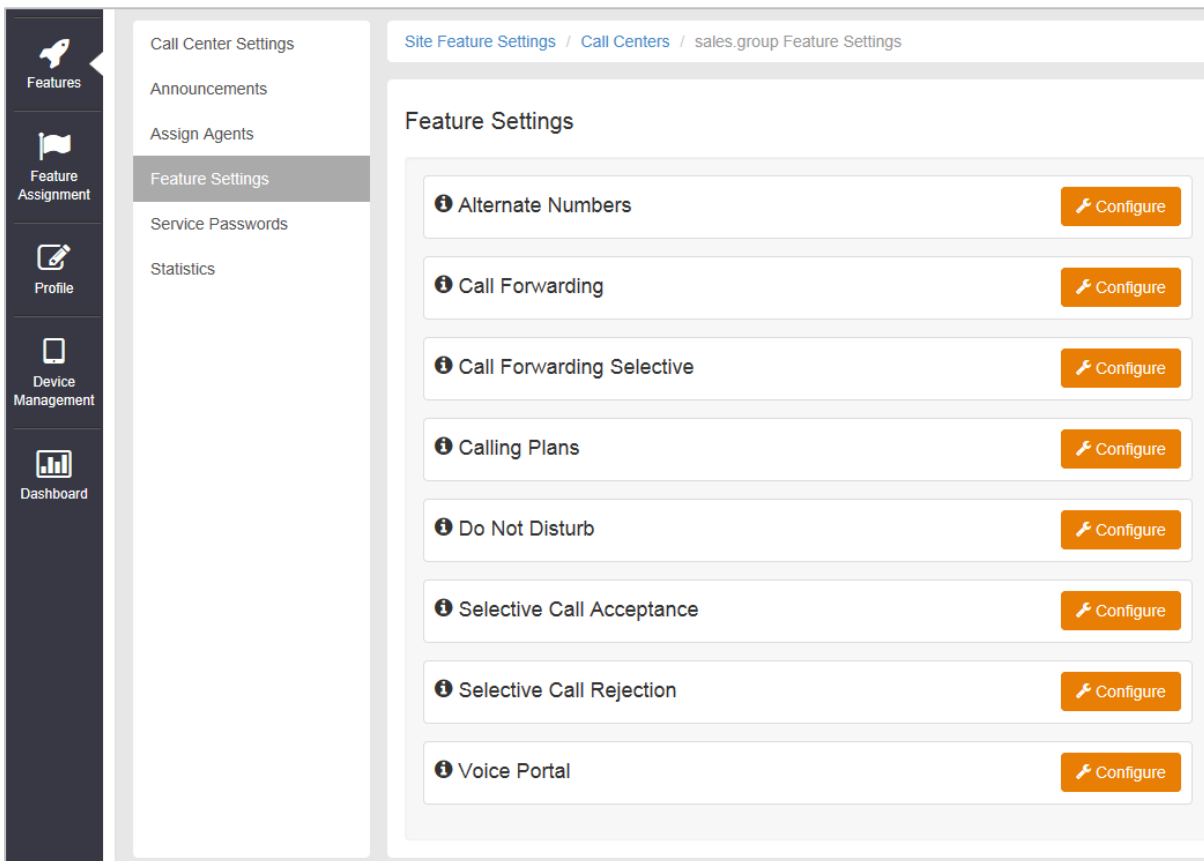 Features
Feature
Assignment
Profile
Device
Management
Dashboard
Call Center Settings
Announcements
Assign Agents
Feature Settings
Service Passwords
Statistics
Site Feature Settings / Call Centers / sales.group Feature Settings
Feature Settings
Alternate Numbers Configure
Call Forwarding Configure
Call Forwarding Selective Configure
Calling Plans Configure
Do Not Disturb Configure
Selective Call Acceptance Configure
Selective Call Rejection Configure
Voice Portal Configure